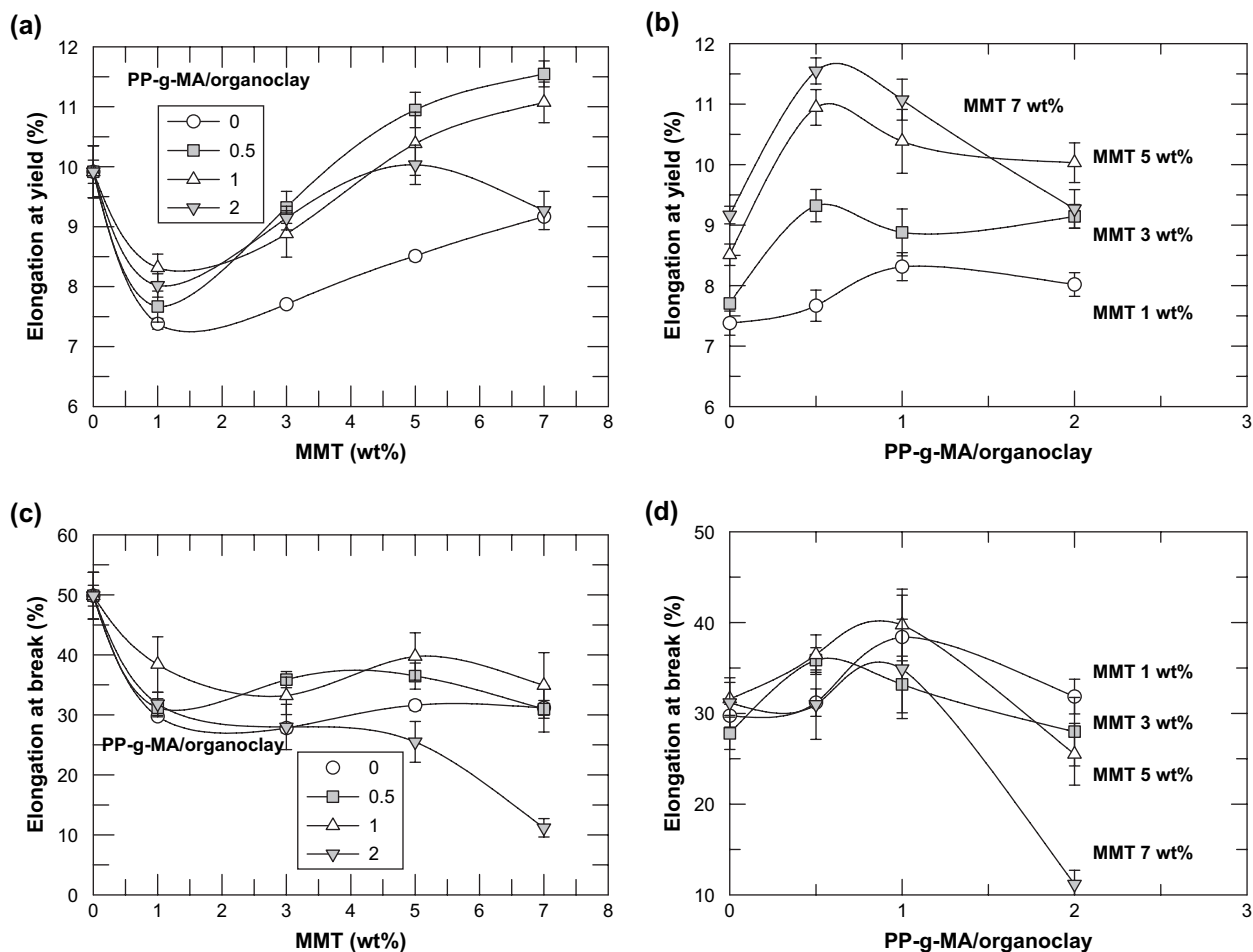 (a)
12
11
10
9
8
7
6
Elongation at yield (%)
PP-g-MA/organoclay
0
0.5
1
2
0 1 2 3 4 5 6 7 8
MMT (wt%)
(b)
12
11
10
9
8
7
6
Elongation at yield (%)
MMT 7 wt%
MMT 5 wt%
MMT 3 wt%
MMT 1 wt%
0 1 2 3
PP-g-MA/organoclay
(c)
60
50
40
30
20
10
0
Elongation at break (%)
PP-g-MA/organoclay
0
0.5
1
2
0 1 2 3 4 5 6 7 8
MMT (wt%)
(d)
50
40
30
20
10
Elongation at break (%)
MMT 1 wt%
MMT 3 wt%
MMT 5 wt%
MMT 7 wt%
0 1 2 3
PP-g-MA/organoclay